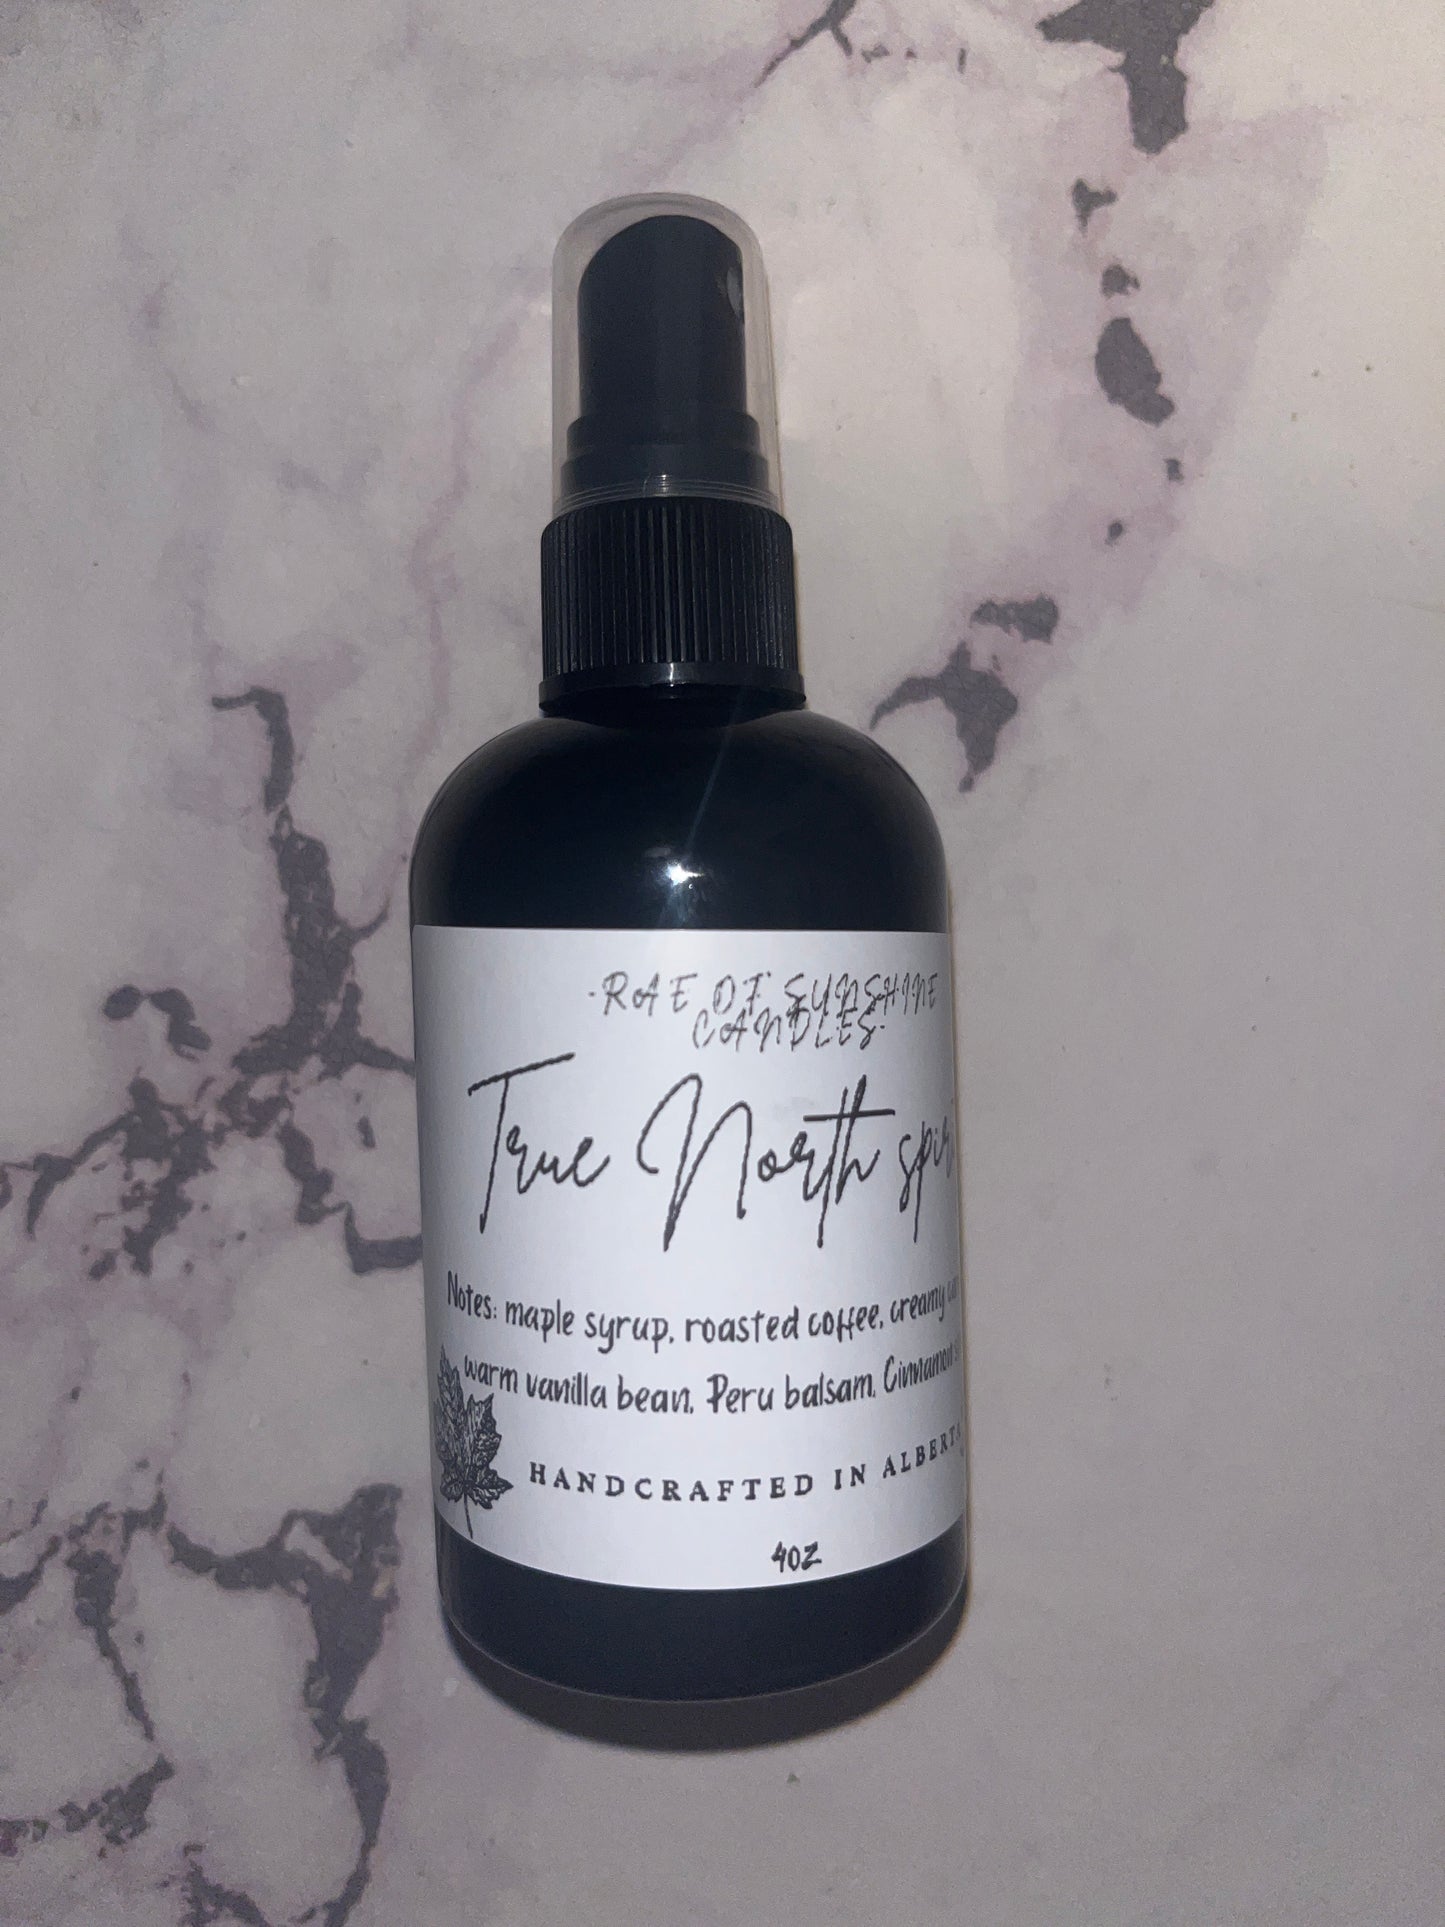 -RAE OF SUNSHINE
CANDLES-
True North
Notes: maple syrup, roasted coffee, creamy
warm vanilla bean, Peru balsam, Cinnamon
HANDCRAFTED IN ALBERTA
4OZ